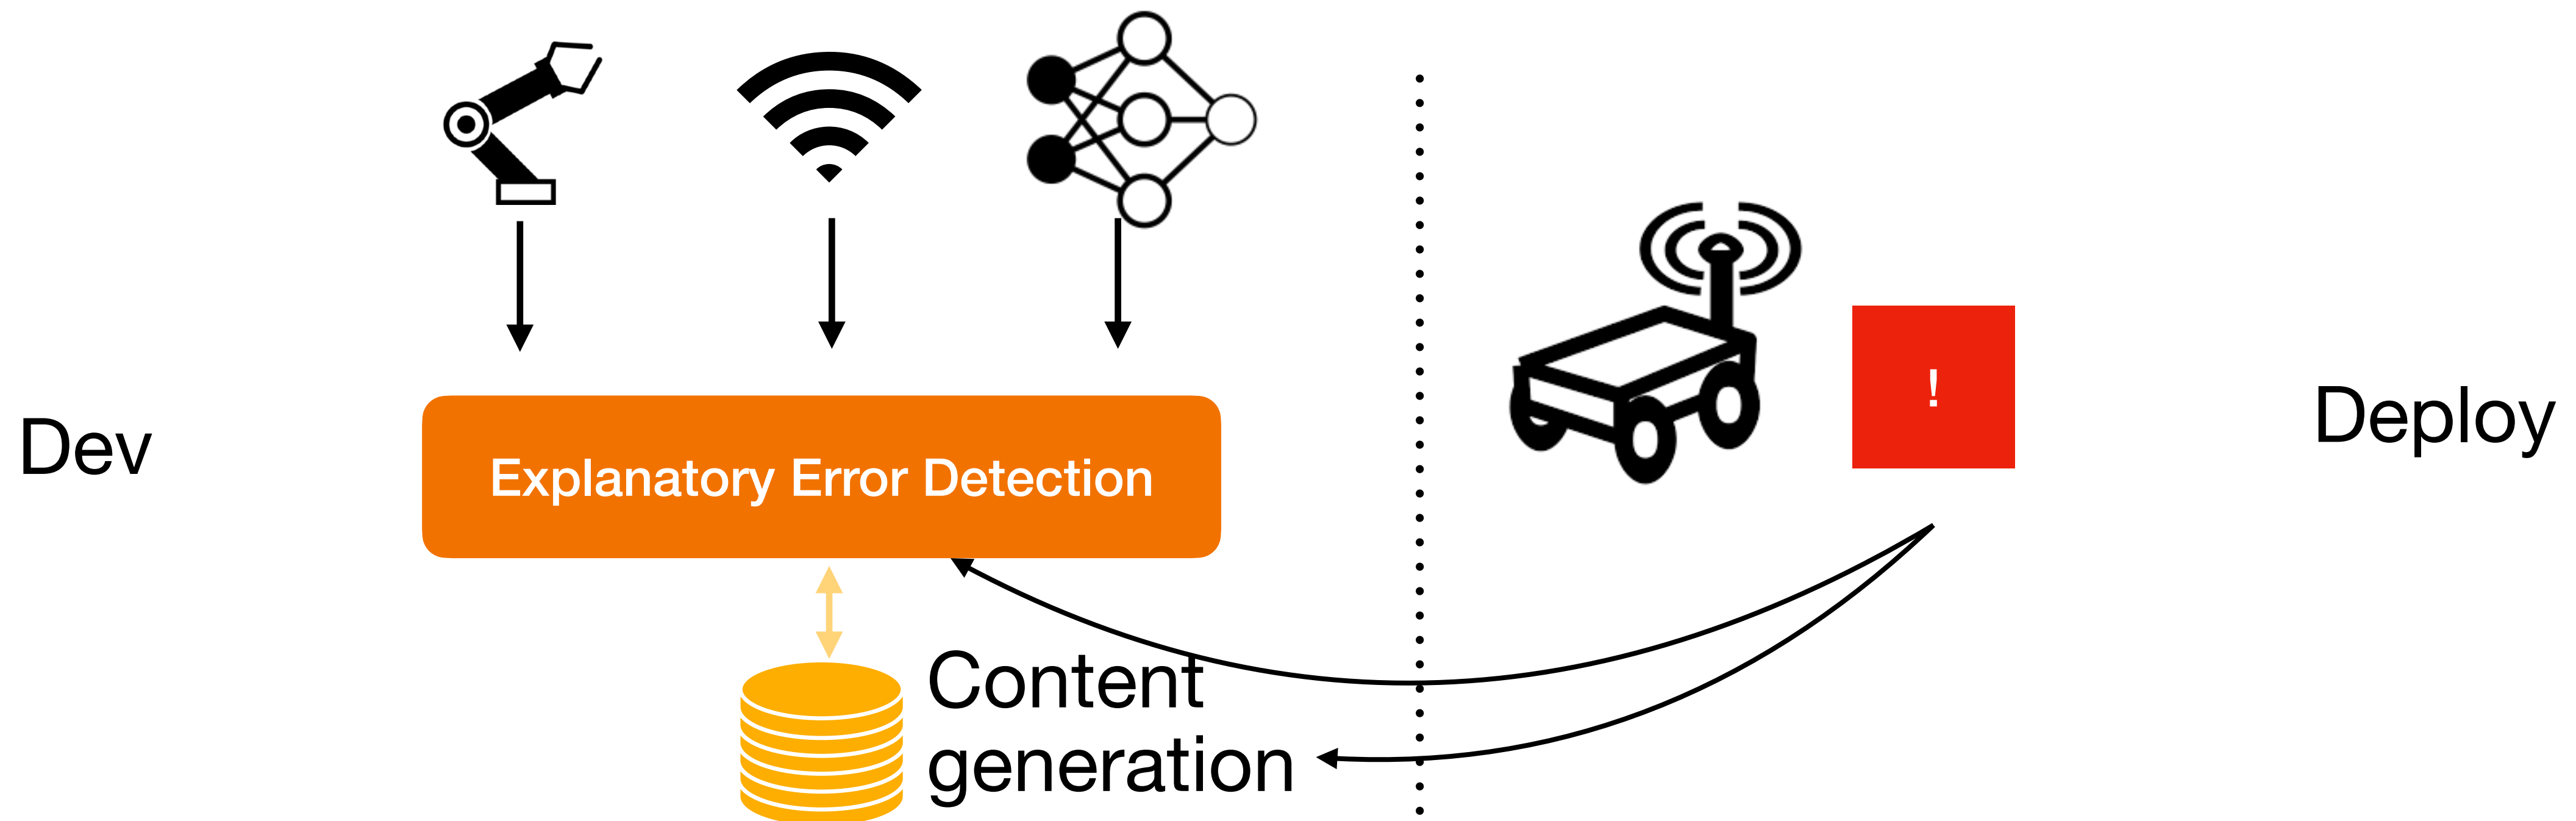 Dev
Explanatory Error Detection
Content
generation
!
Deploy